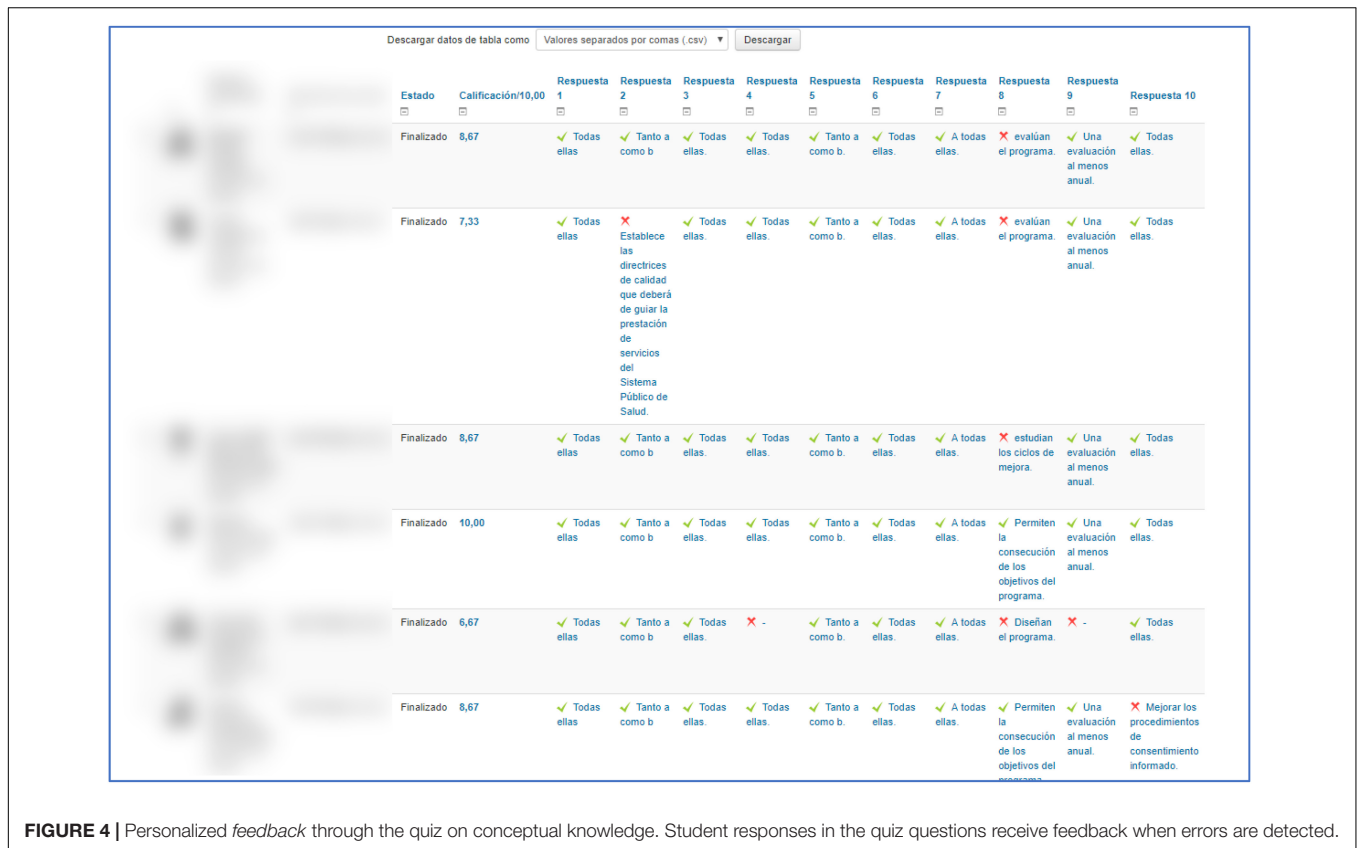 Descargar datos de tabla como Valores separados por comas (.csv) ▼ Descargar
Respuesta Respuesta Respuesta Respuesta Respuesta Respuesta Respuesta Respuesta Respuesta
Estado Calificación/10,00 1 2 3 4 5 6 7 8 9 Respuesta 10
Finalizado 8,67 ✓ Todas ✓ Tanto a ✓ Todas ✓ Todas ✓ Tanto a ✓ Todas ✓ A todas ✗ evalúan ✓ Una ✓ Todas
ellas como b ellas. ellas. como b. ellas. ellas. el programa. evaluación ellas.
al menos
anual.
Finalizado 7,33 ✓ Todas ✗ ✓ Todas ✓ Todas ✓ Tanto a ✓ Todas ✓ A todas ✗ evalúan ✓ Una ✓ Todas
ellas Establece ellas. ellas. como b. ellas. ellas. el programa. evaluación ellas.
las al menos
directrices anual.
de calidad
que deberá
de guiar la
prestación
de
servicios
del
Sistema
Público de
Salud.
Finalizado 8,67 ✓ Todas ✓ Tanto a ✓ Todas ✓ Todas ✓ Tanto a ✓ Todas ✓ A todas ✗ estudian ✓ Una ✓ Todas
ellas como b ellas. ellas. como b. ellas. ellas. los ciclos de evaluación ellas.
mejora. al menos
anual.
Finalizado 10,00 ✓ Todas ✓ Tanto a ✓ Todas ✓ Todas ✓ Tanto a ✓ Todas ✓ A todas ✓ Permiten ✓ Una ✓ Todas
ellas como b ellas. ellas. como b. ellas. ellas. la evaluación ellas.
consecución al menos
de los anual.
objetivos del
programa.
Finalizado 6,67 ✓ Todas ✓ Tanto a ✓ Todas ✗ - ✓ Tanto a ✓ Todas ✓ A todas ✗ Diseñan ✗ - ✓ Todas
ellas como b ellas. como b. ellas. ellas. el programa. ellas.
Finalizado 8,67 ✓ Todas ✓ Tanto a ✓ Todas ✓ Todas ✓ Tanto a ✓ Todas ✓ A todas ✓ Permiten ✓ Una ✗ Mejorar los
ellas como b ellas. ellas. como b. ellas. ellas. la evaluación procedimientos
consecución al menos de
de los anual. consentimiento
objetivos del informado.
programa
FIGURE 4 | Personalized feedback through the quiz on conceptual knowledge. Student responses in the quiz questions receive feedback when errors are detected.